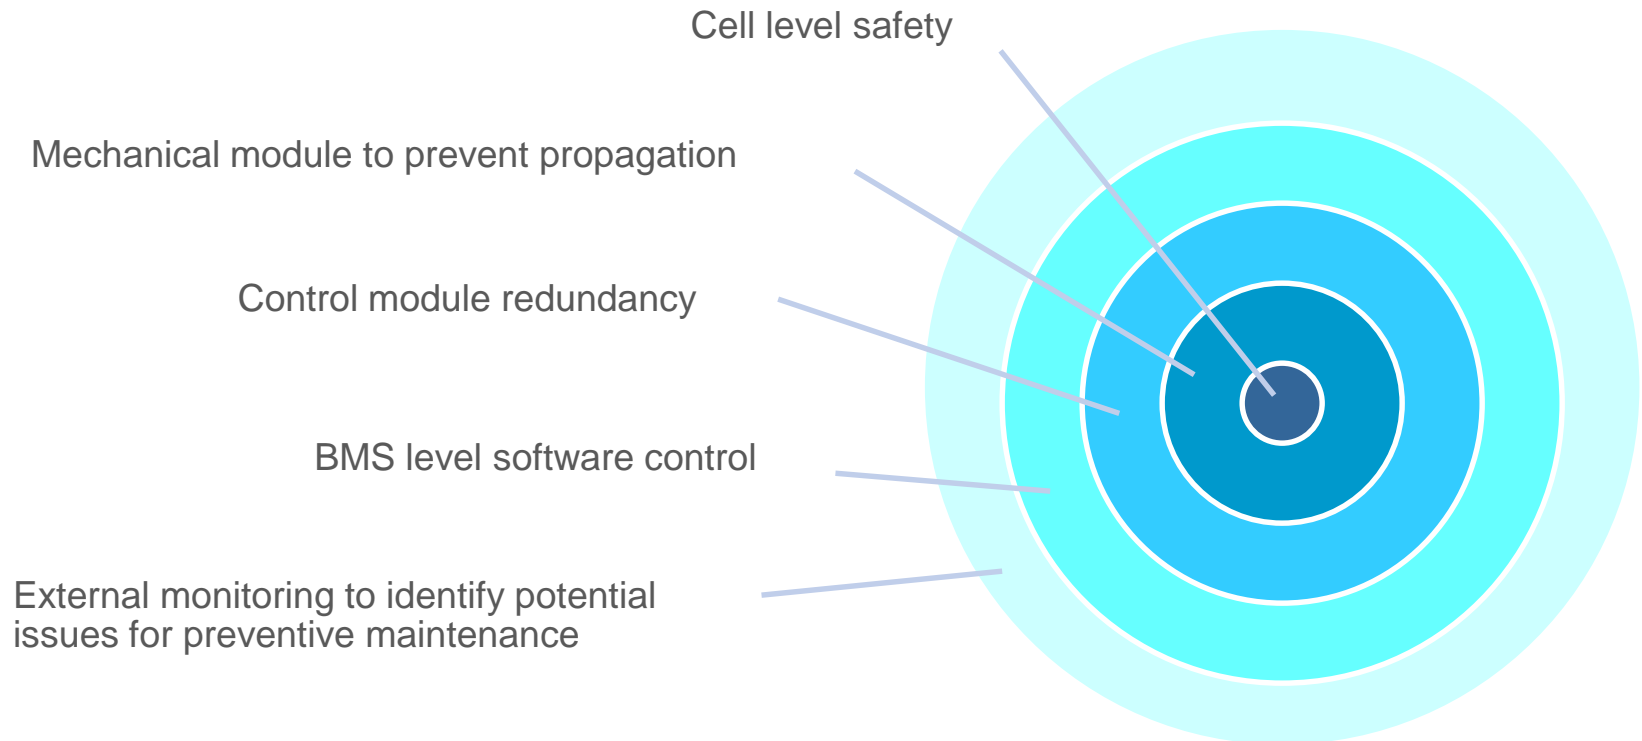 Cell level safety
Mechanical module to prevent propagation
Control module redundancy
BMS level software control
External monitoring to identify potential
issues for preventive maintenance